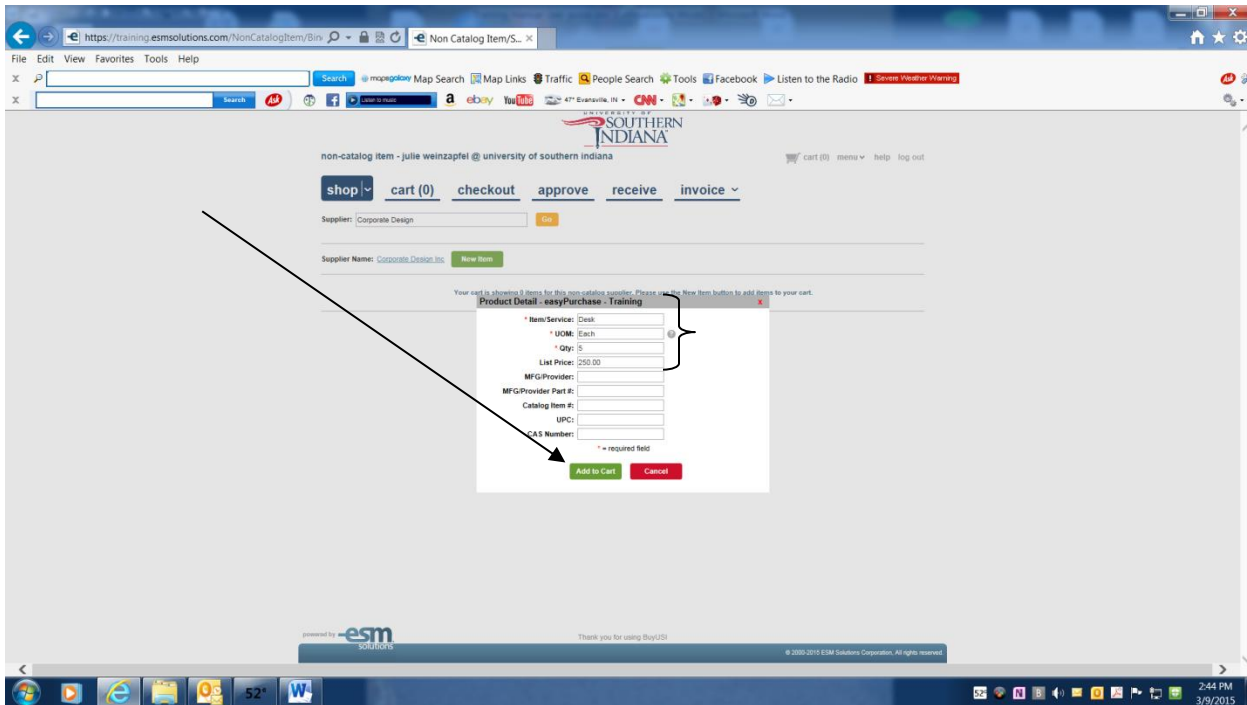 https://training.esmsolutions.com/NonCatalogItem/Bin
Non Catalog Item/S...
File Edit View Favorites Tools Help
x Search mapsgalaxy Map Search Map Links Traffic People Search Tools Facebook Listen to the Radio Severe Weather Warning
x Search Ask Listen to music a ebay YouTube 47° Evansville, IN CNN
UNIVERSITY OF
SOUTHERN
INDIANA
non-catalog item - julie weinzapfel @ university of southern indiana
cart (0) menu help log out
shop cart (0) checkout approve receive invoice
Supplier: Corporate Design Go
Supplier Name: Corporate Design Inc New Item
Your cart is showing 0 items for this non-catalog supplier. Please use the New Item button to add items to your cart.
Product Detail - easyPurchase - Training x
* Item/Service: Desk
* UOM: Each
* Qty: 5
List Price: 250.00
MFG/Provider:
MFG/Provider Part #:
Catalog Item #:
UPC:
CAS Number:
* = required field
Add to Cart Cancel
powered by esm solutions
Thank you for using BuyUSI
© 2000-2015 ESM Solutions Corporation, All rights reserved.
52°
52°
2:44 PM
3/9/2015